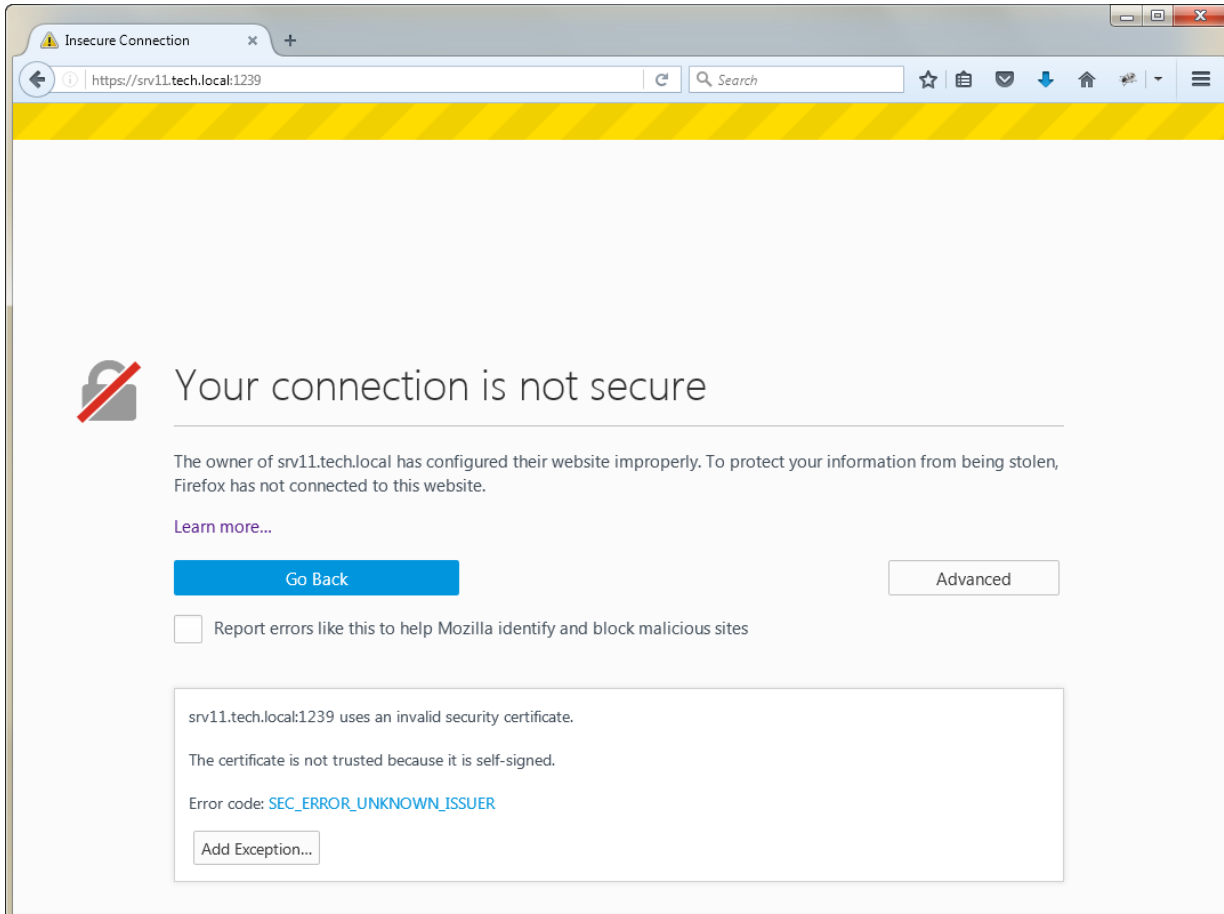 Insecure Connection
https://srv11.tech.local:1239
Search
Your connection is not secure
The owner of srv11.tech.local has configured their website improperly. To protect your information from being stolen,
Firefox has not connected to this website.
Learn more...
Go Back
Advanced
Report errors like this to help Mozilla identify and block malicious sites
srv11.tech.local:1239 uses an invalid security certificate.
The certificate is not trusted because it is self-signed.
Error code: SEC_ERROR_UNKNOWN_ISSUER
Add Exception...